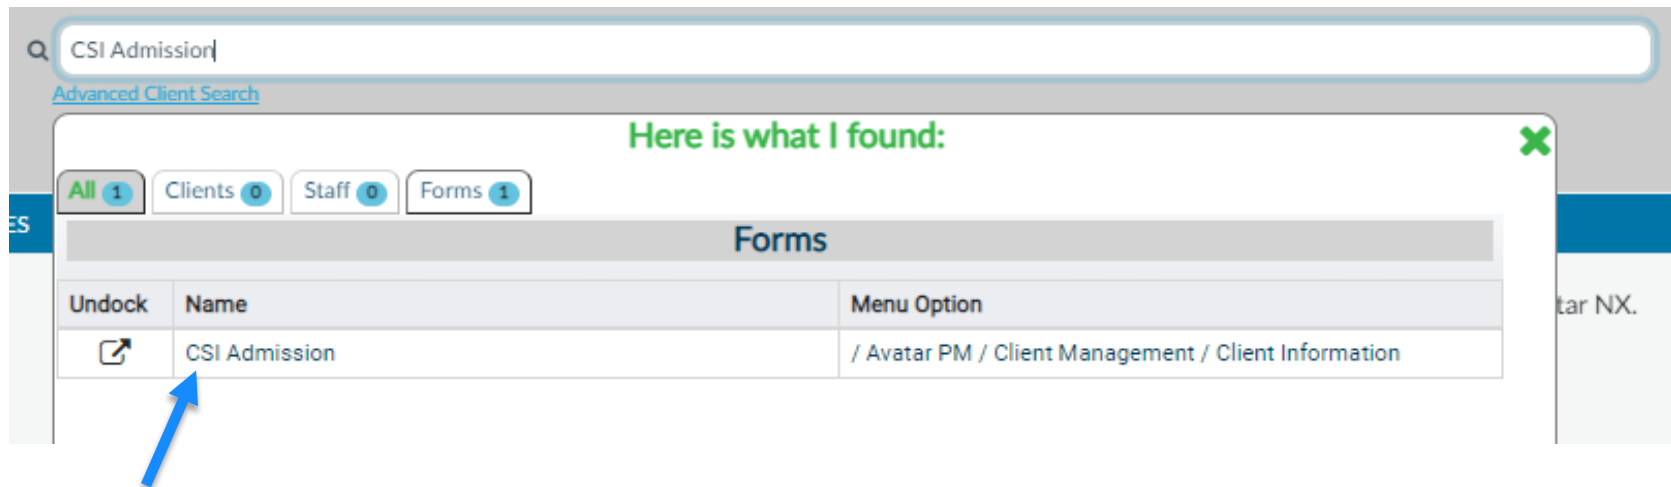 CSI Admission
Advanced Client Search
Here is what I found:
All 1 Clients 0 Staff 0 Forms 1
ES
Forms
Undock Name Menu Option
tar NX.
CSI Admission / Avatar PM / Client Management / Client Information